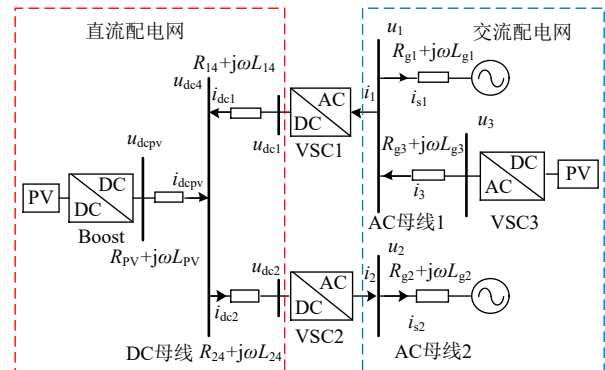 直流配电网
交流配电网
u1
Rg1+jωLg1
is1
i1
R14+jωL14
udc4
idc1
udc1
AC
DC
VSC1
u3
Rg3+jωLg3
i3
DC
AC
VSC3
PV
AC母线1
udcpv
idcpv
PV
DC
DC
Boost
RPV+jωLPV
udc2
idc2
AC
DC
VSC2
u2
i2
Rg2+jωLg2
is2
DC母线
R24+jωL24
AC母线2